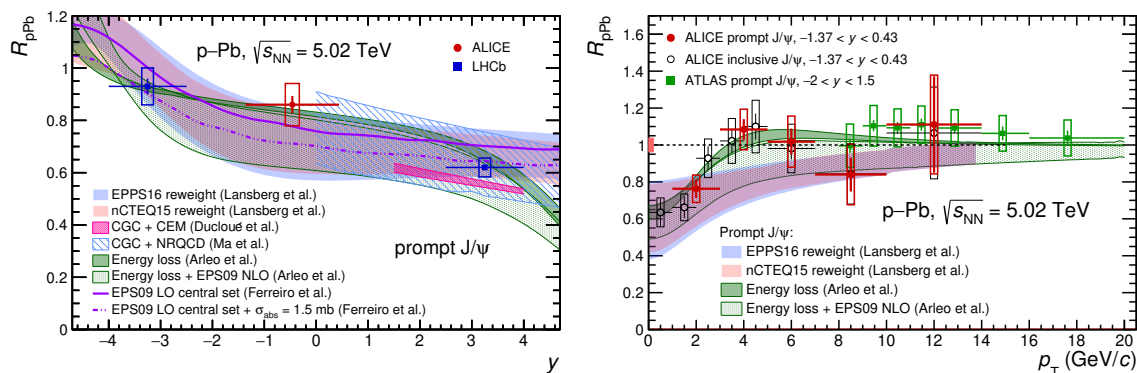 R_pPb
1.2
1
0.8
0.6
0.4
0.2
0
p–Pb, √s_NN = 5.02 TeV
ALICE
LHCb
EPPS16 reweight (Lansberg et al.)
nCTEQ15 reweight (Lansberg et al.)
CGC + CEM (Ducloué et al.)
CGC + NRQCD (Ma et al.)
Energy loss (Arleo et al.)
Energy loss + EPS09 NLO (Arleo et al.)
EPS09 LO central set (Ferreiro et al.)
EPS09 LO central set + σ_abs = 1.5 mb (Ferreiro et al.)
prompt J/ψ
−4 −3 −2 −1 0 1 2 3 4
y
R_pPb
1.6
1.4
1.2
1
0.8
0.6
0.4
0.2
0
ALICE prompt J/ψ, −1.37 < y < 0.43
ALICE inclusive J/ψ, −1.37 < y < 0.43
ATLAS prompt J/ψ, −2 < y < 1.5
p–Pb, √s_NN = 5.02 TeV
Prompt J/ψ:
EPPS16 reweight (Lansberg et al.)
nCTEQ15 reweight (Lansberg et al.)
Energy loss (Arleo et al.)
Energy loss + EPS09 NLO (Arleo et al.)
0 2 4 6 8 10 12 14 16 18 20
p_T (GeV/c)